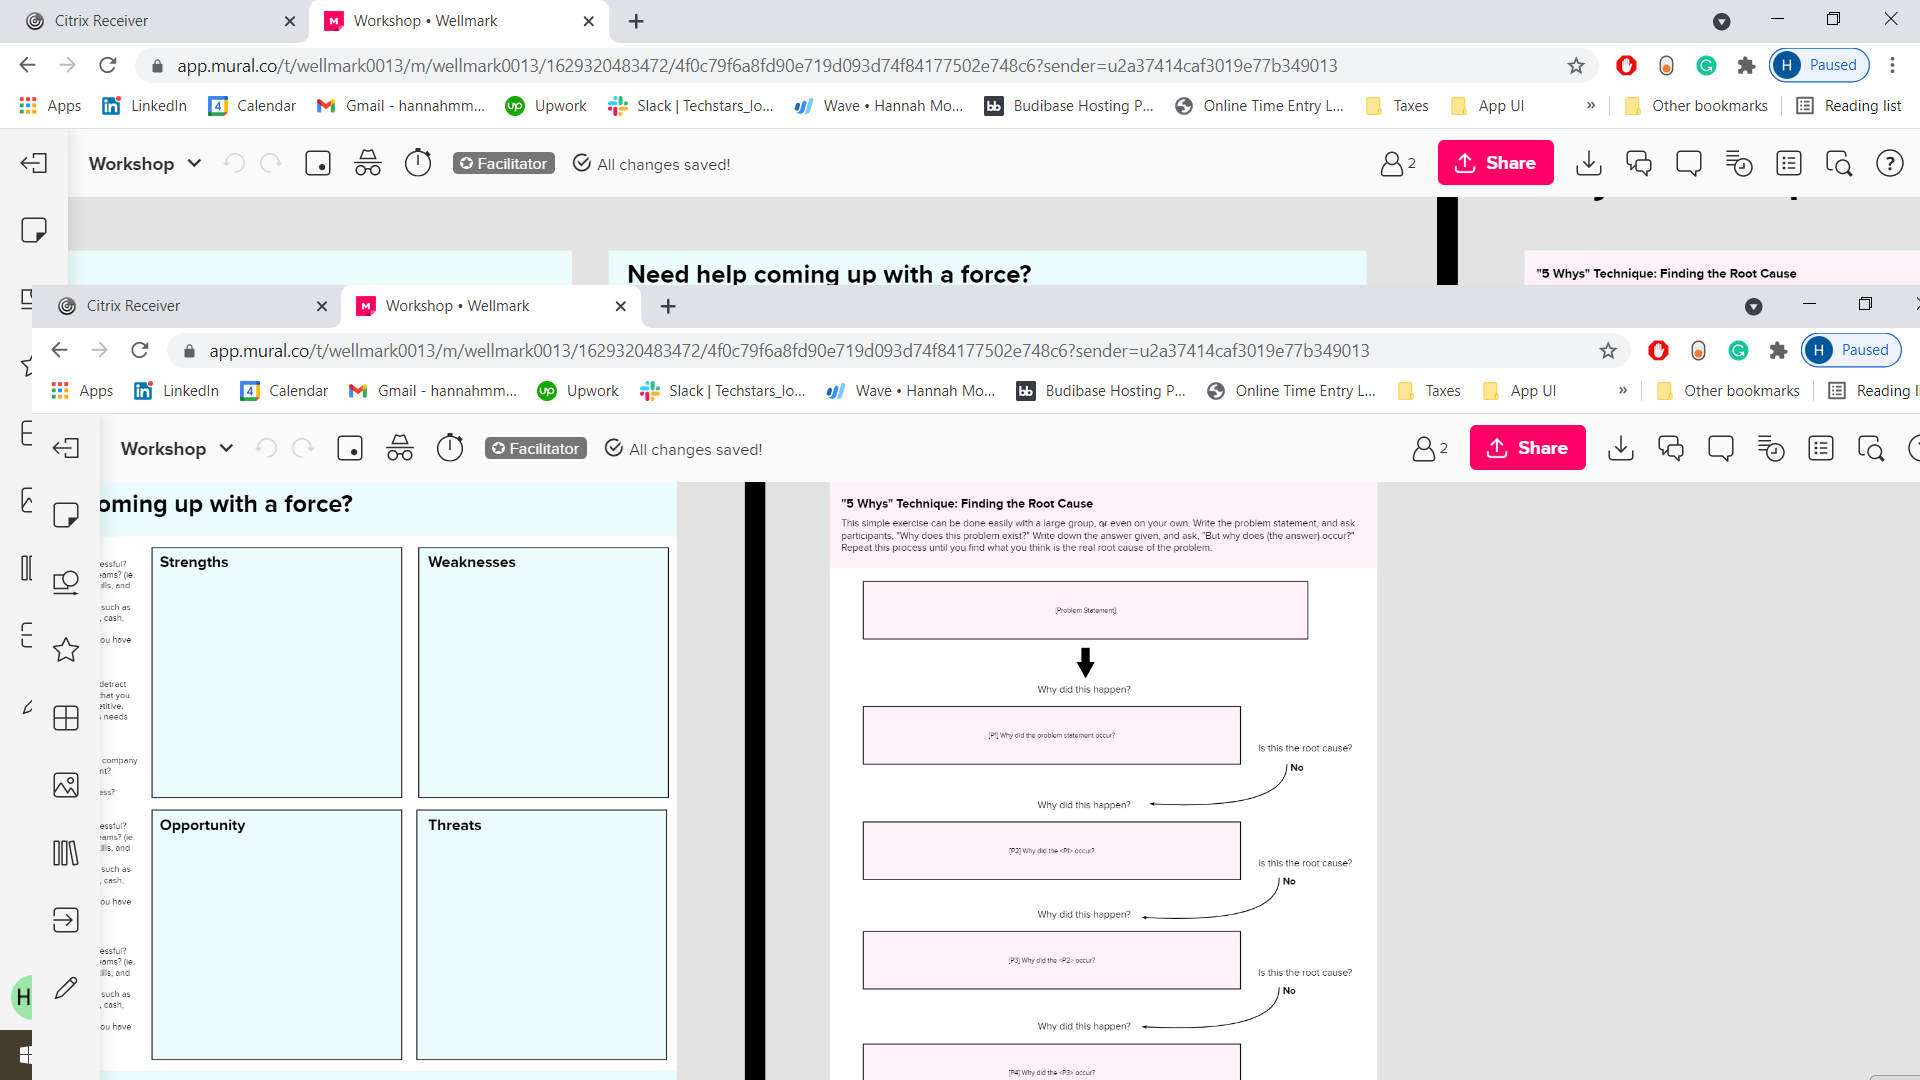 Citrix Receiver
Workshop • Wellmark
app.mural.co/t/wellmark0013/m/wellmark0013/1629320483472/4f0c79f6a8fd90e719d093d74f84177502e748c6?sender=u2a37414caf3019e77b349013
H Paused
Apps LinkedIn 4 Calendar Gmail - hannahmm... up Upwork Slack | Techstars_lo... Wave • Hannah Mo... bb Budibase Hosting P... Online Time Entry L... Taxes App UI » Other bookmarks Reading list
Workshop Facilitator All changes saved! 2 Share ?
Need help coming up with a force?
"5 Whys" Technique: Finding the Root Cause
Citrix Receiver
Workshop • Wellmark
app.mural.co/t/wellmark0013/m/wellmark0013/1629320483472/4f0c79f6a8fd90e719d093d74f84177502e748c6?sender=u2a37414caf3019e77b349013
H Paused
Apps LinkedIn 4 Calendar Gmail - hannahmm... up Upwork Slack | Techstars_lo... Wave • Hannah Mo... bb Budibase Hosting P... Online Time Entry L... Taxes App UI » Other bookmarks Reading li
Workshop Facilitator All changes saved! 2 Share
oming up with a force?
essful?
eams? (ie.
ills, and
such as
, cash,
ou have
detract
that you
etitive.
s needs
company
nt?
ess?
essful?
eams? (ie.
ills, and
such as
, cash,
ou have
essful?
eams? (ie.
ills, and
such as
, cash,
ou have
Strengths
Weaknesses
Opportunity
Threats
"5 Whys" Technique: Finding the Root Cause
This simple exercise can be done easily with a large group, or even on your own. Write the problem statement, and ask
participants, "Why does this problem exist?" Write down the answer given, and ask, "But why does (the answer) occur?"
Repeat this process until you find what you think is the real root cause of the problem.
[Problem Statement]
Why did this happen?
[P1] Why did the problem statement occur?
Is this the root cause?
No
Why did this happen?
[P2] Why did the <P1> occur?
Is this the root cause?
No
Why did this happen?
[P3] Why did the <P2> occur?
Is this the root cause?
No
Why did this happen?
[P4] Why did the <P3> occur?
H